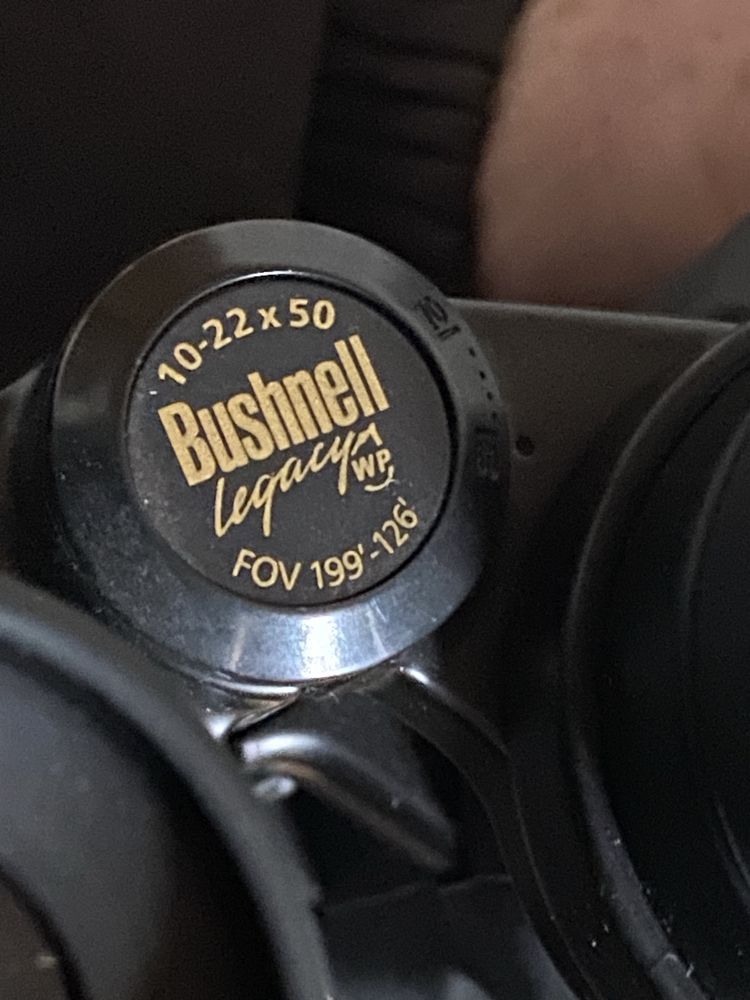 10-22 x 50
Bushnell
Legacy
WP
FOV 199'-126'